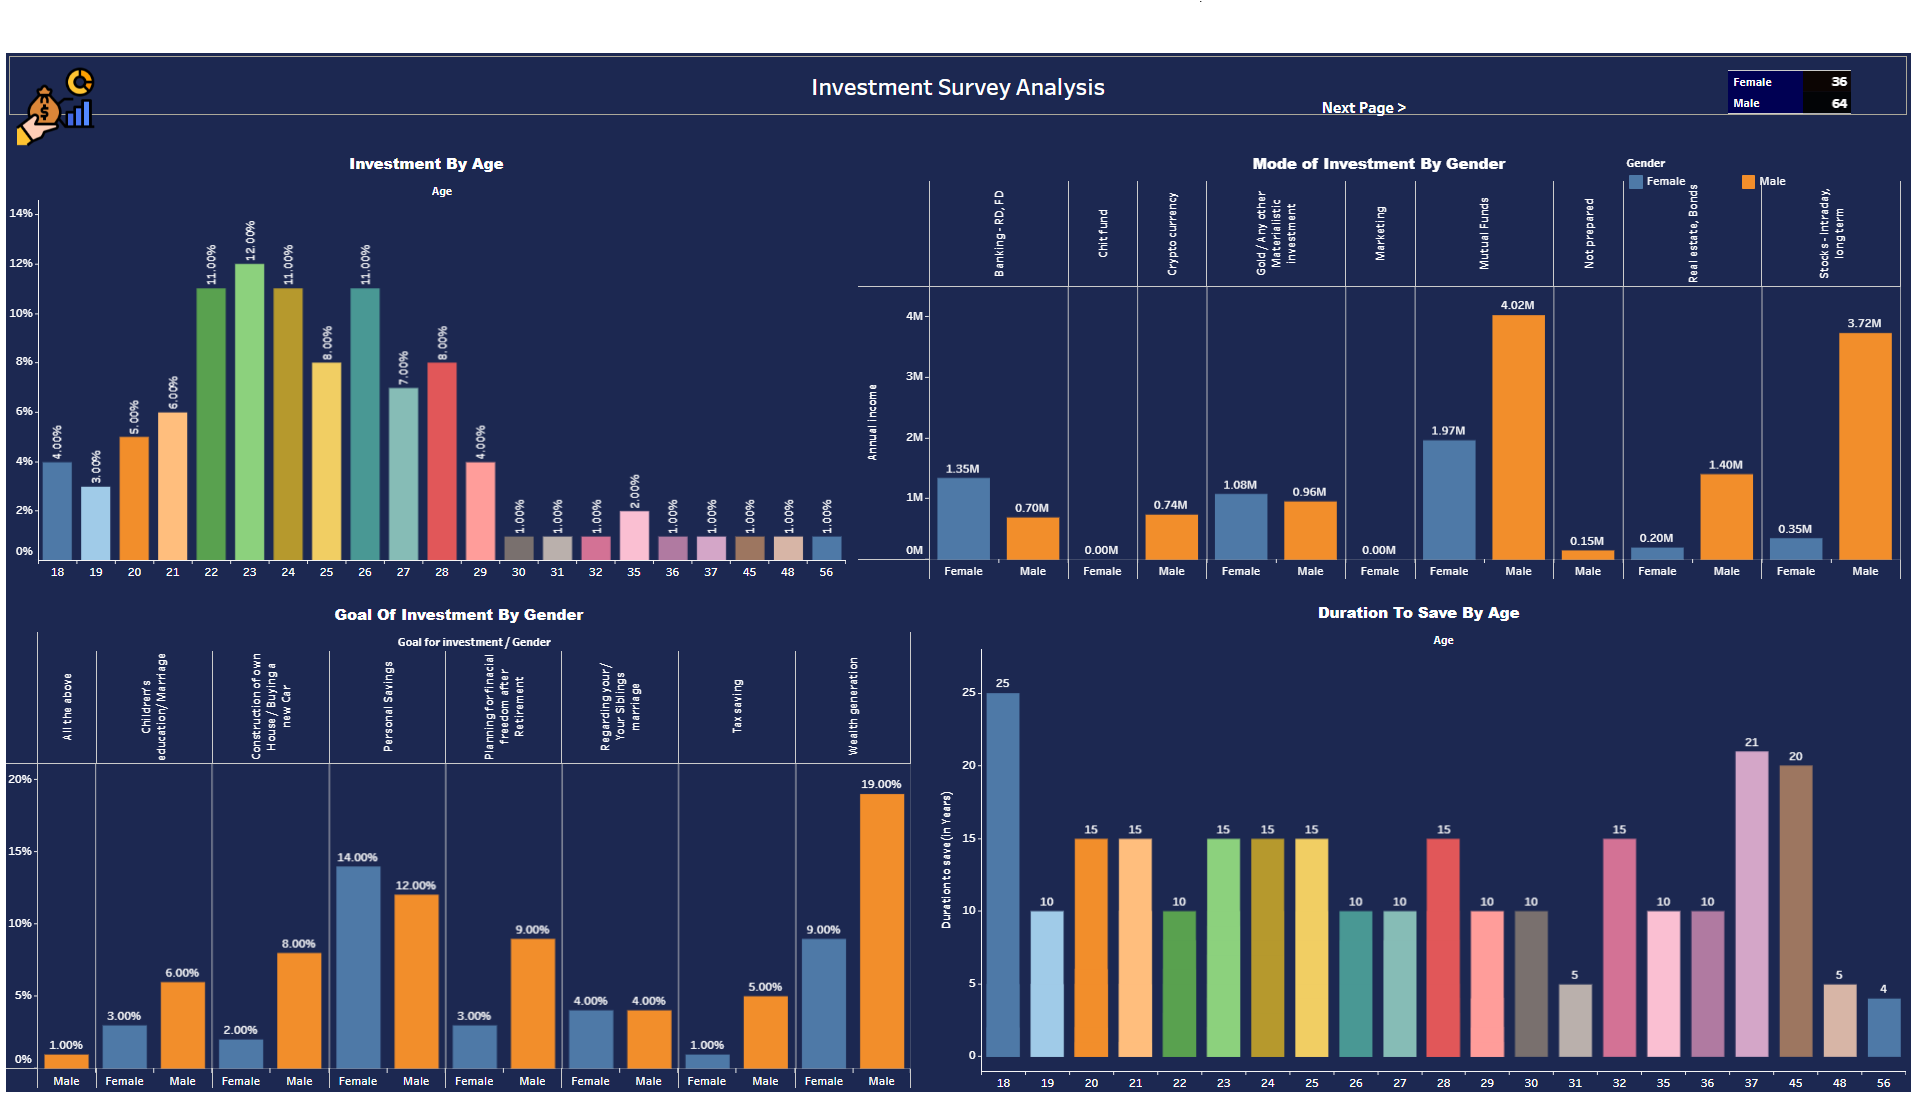 Investment Survey Analysis
Next Page >
Female 36
Male 64
Investment By Age
Age
14%
12%
10%
8%
6%
4%
2%
0%
4.00%
3.00%
5.00%
6.00%
11.00%
12.00%
11.00%
8.00%
11.00%
7.00%
8.00%
4.00%
1.00%
1.00%
1.00%
2.00%
1.00%
1.00%
1.00%
1.00%
1.00%
18 19 20 21 22 23 24 25 26 27 28 29 30 31 32 35 36 37 45 48 56
Mode of Investment By Gender
Gender
Female Male
Banking - RD, FD
Chit fund
Crypto currency
Gold / Any other
Materialistic
investment
Marketing
Mutual Funds
Not prepared
Real estate, Bonds
Stocks - Intraday,
long term
Annual income
4M
3M
2M
1M
0M
1.35M
0.70M
0.00M
0.74M
1.08M
0.96M
0.00M
1.97M
4.02M
0.15M
0.20M
1.40M
0.35M
3.72M
Female Male Female Male Female Male Female Female Male Male Female Male Female Male
Goal Of Investment By Gender
Goal for investment / Gender
All the above
Children's
education/ Marriage
Construction of own
House / Buying a
new Car
Personal Savings
Planning for finacial
freedom after
Retirement
Regarding your/
Your Siblings
marriage
Tax saving
Wealth generation
20%
15%
10%
5%
0%
1.00%
3.00%
6.00%
2.00%
8.00%
14.00%
12.00%
3.00%
9.00%
4.00%
4.00%
1.00%
5.00%
9.00%
19.00%
Male Female Male Female Male Female Male Female Male Female Male Female Male Female Male
Duration To Save By Age
Age
Duration to save (In Years)
25
20
15
10
5
0
25
10
15
15
10
15
15
15
10
10
15
10
10
5
15
10
10
21
20
5
4
18 19 20 21 22 23 24 25 26 27 28 29 30 31 32 35 36 37 45 48 56